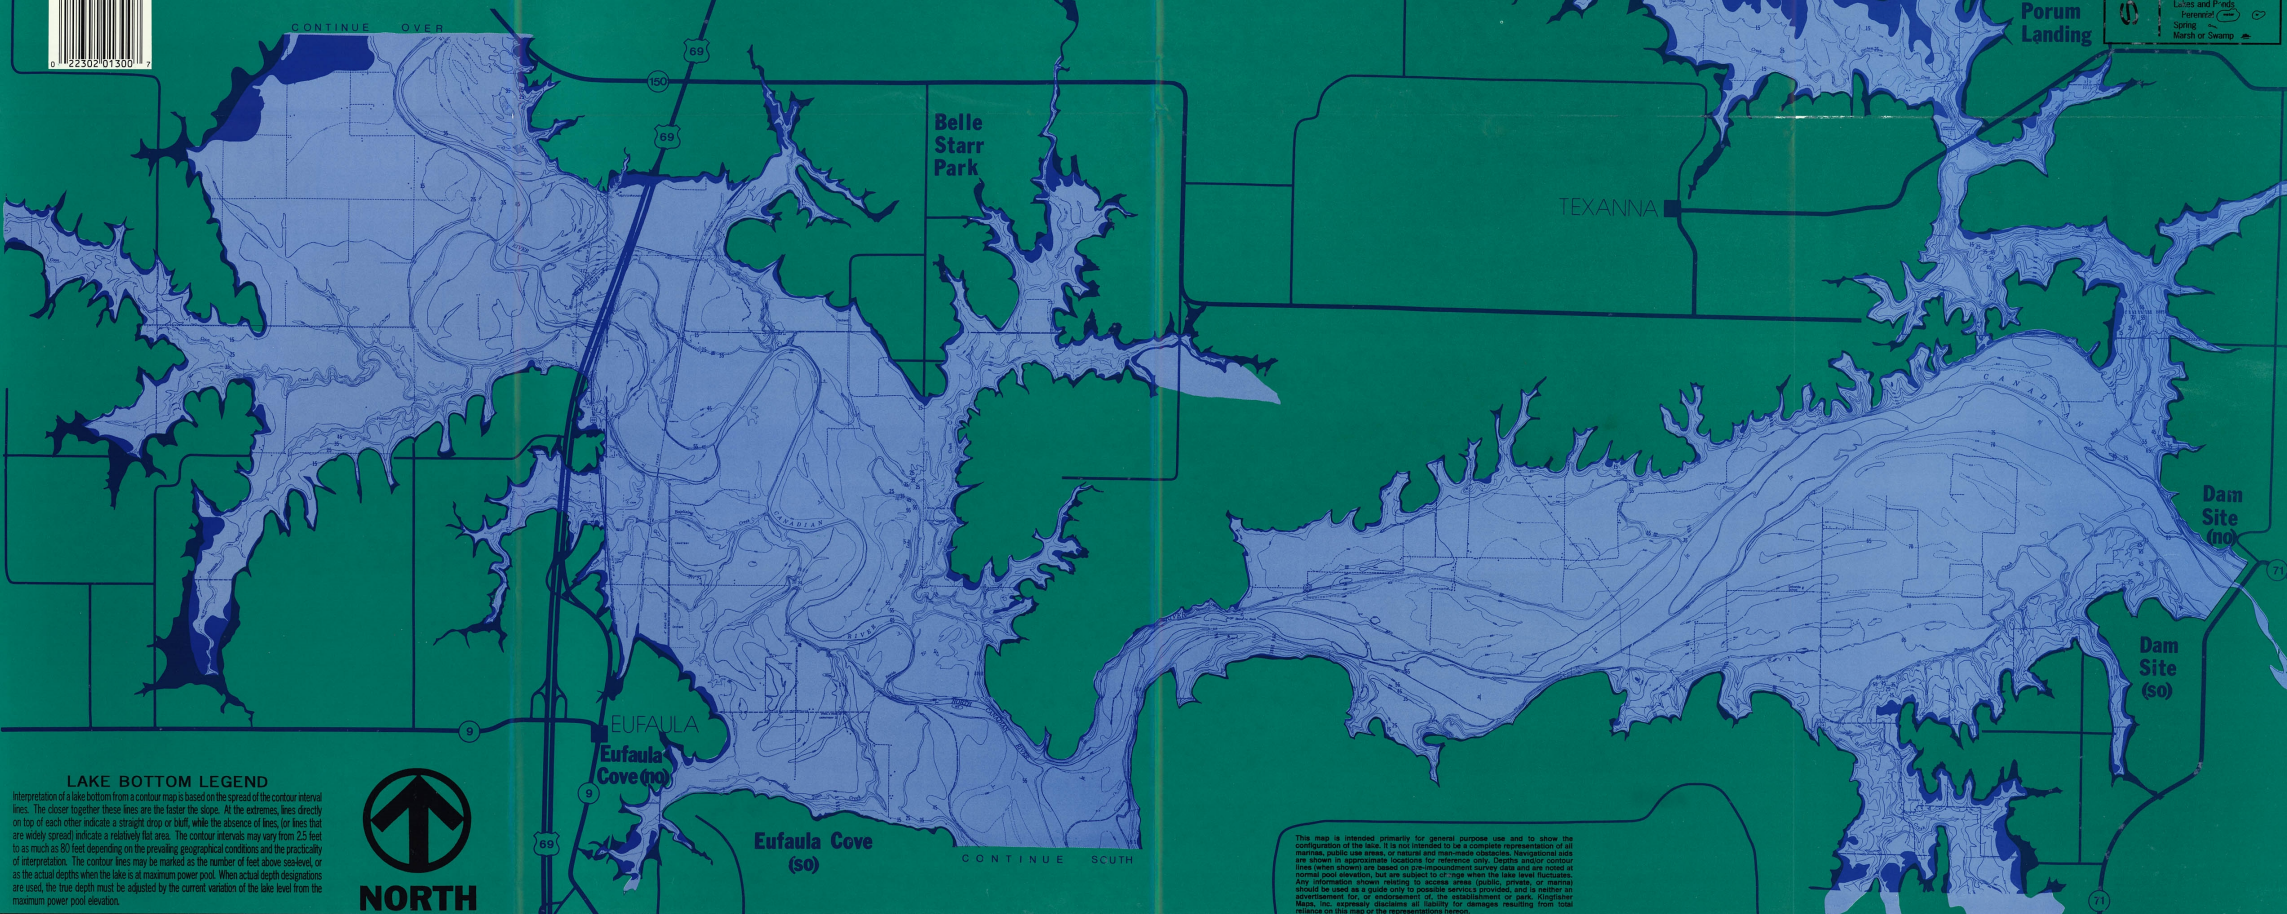 CONTINUE OVER
0 22302 01300 7
69
150
69
Belle
Starr
Park
Porum
Landing
Lakes and Ponds
Perennial
Spring
Marsh or Swamp
TEXANNA
RIVER
CANADIAN
RIVER
CANADIAN
Dam
Site
(no)
71
Dam
Site
(so)
EUFAULA
Eufaula
Cove (no)
9
9
69
Eufaula Cove
(so)
CONTINUE SOUTH
71
LAKE BOTTOM LEGEND
Interpretation of a lake bottom from a contour map is based on the spread of the contour interval
lines. The closer together these lines are the faster the slope. At the extremes, lines directly
on top of each other indicate a straight drop or bluff, while the absence of lines, (or lines that
are widely spread) indicate a relatively flat area. The contour intervals may vary from 2.5 feet
to as much as 80 feet depending on the prevailing geographical conditions and the practicality
of interpretation. The contour lines may be marked as the number of feet above sea-level, or
as the actual depths when the lake is at maximum power pool. When actual depth designations
are used, the true depth must be adjusted by the current variation of the lake level from the
maximum power pool elevation.
NORTH
This map is intended primarily for general purpose use and to show the
configuration of the lake. It is not intended to be a complete representation of all
marinas, public use areas, or natural and man-made obstacles. Navigational aids
are shown in approximate locations for reference only. Depths and/or contour
lines (when shown) are based on pre-impoundment survey data and are noted at
normal pool elevation, but are subject to change when the lake level fluctuates.
Any information shown relating to access areas (public, private, or marina)
should be used as a guide only to possible services provided, and is neither an
advertisement for, or endorsement of, the establishment or park. Kingfisher
Maps, Inc. expressly disclaims all liability for damages resulting from total
reliance on this map or the representations hereon.